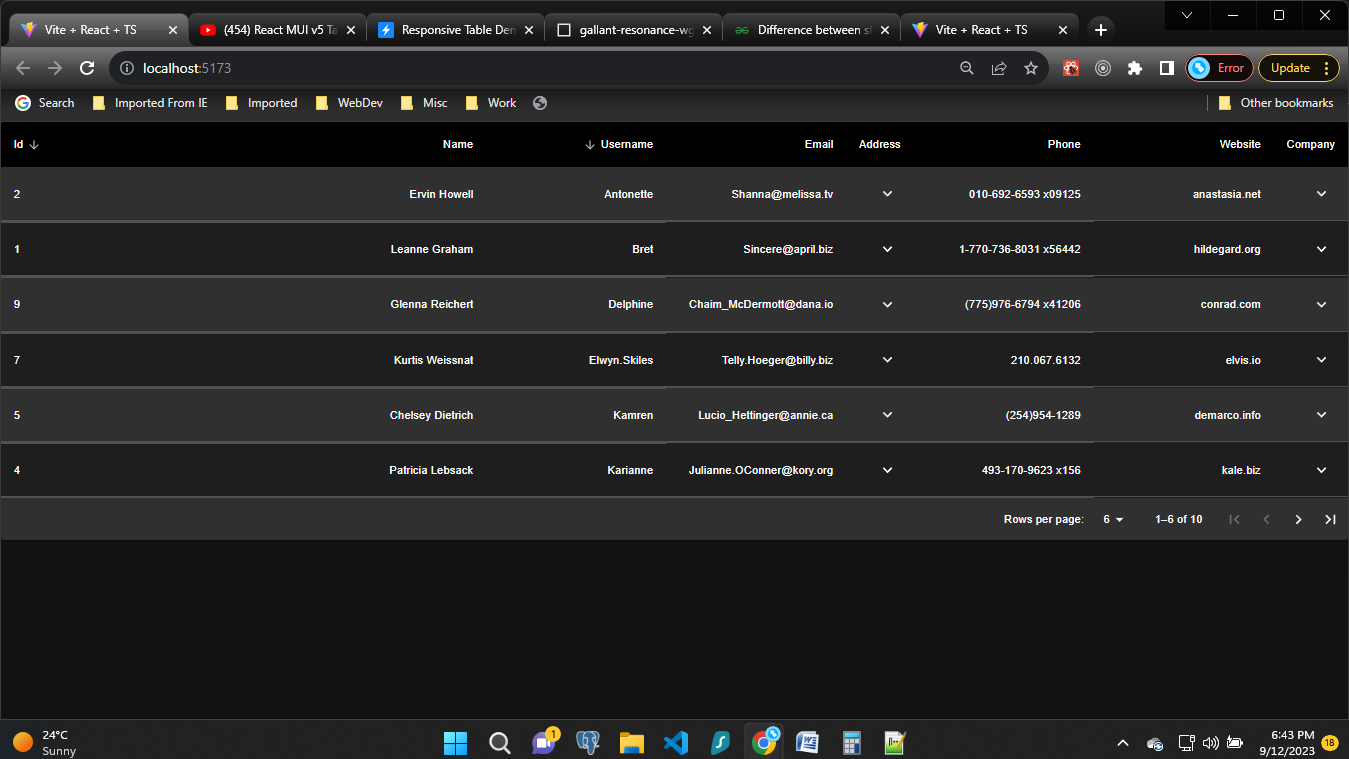 Vite + React + TS
(454) React MUI v5 Ta
Responsive Table Den
gallant-resonance-wg
Difference between st
Vite + React + TS
localhost:5173
Error
Update
Search
Imported From IE
Imported
WebDev
Misc
Work
Other bookmarks
Id Name Username Email Address Phone Website Company
2 Ervin Howell Antonette Shanna@melissa.tv 010-692-6593 x09125 anastasia.net
1 Leanne Graham Bret Sincere@april.biz 1-770-736-8031 x56442 hildegard.org
9 Glenna Reichert Delphine Chaim_McDermott@dana.io (775)976-6794 x41206 conrad.com
7 Kurtis Weissnat Elwyn.Skiles Telly.Hoeger@billy.biz 210.067.6132 elvis.io
5 Chelsey Dietrich Kamren Lucio_Hettinger@annie.ca (254)954-1289 demarco.info
4 Patricia Lebsack Karianne Julianne.OConner@kory.org 493-170-9623 x156 kale.biz
Rows per page: 6 1–6 of 10
24°C
Sunny
1
6:43 PM
9/12/2023
18